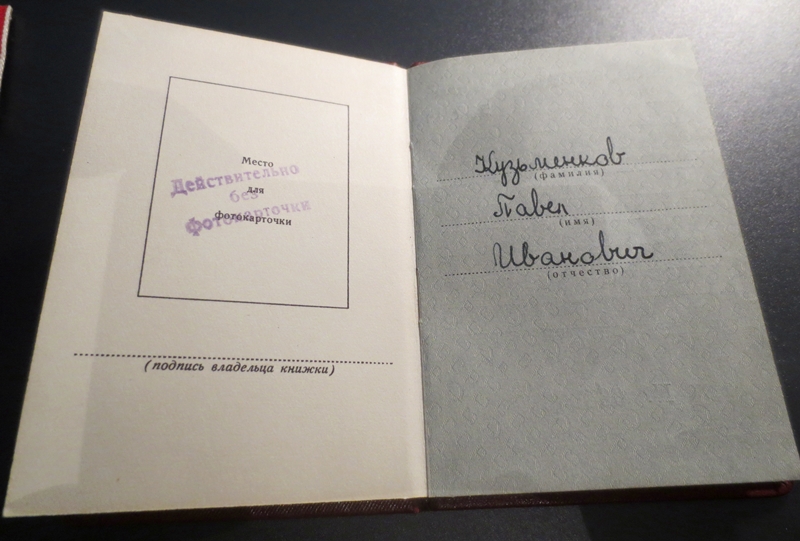 Место
для
фотокарточки
Действительно
без
фотокарточки
(подпись владельца книжки)
Кузьменков
(фамилия)
Павел
(имя)
Иванович
(отчество)